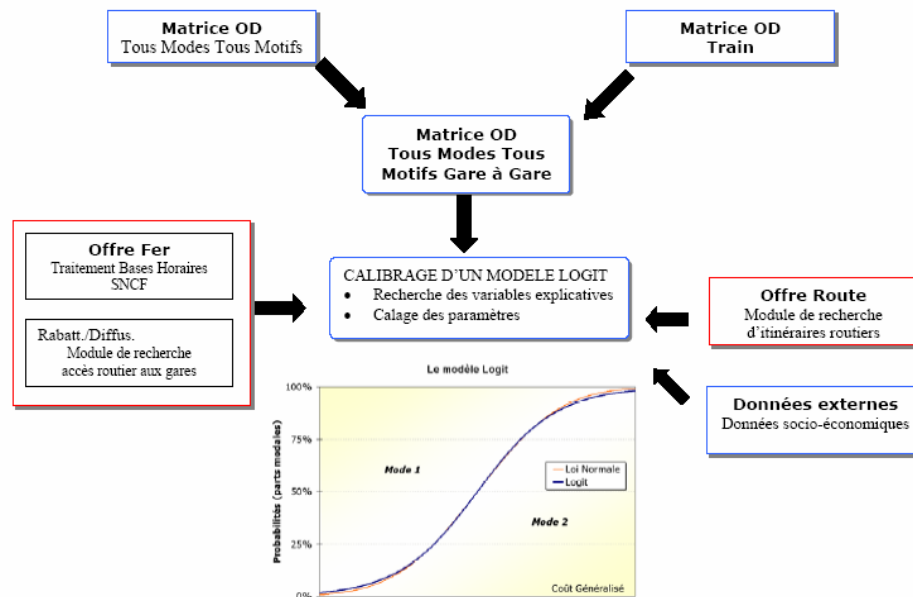 Matrice OD
Tous Modes Tous Motifs
Matrice OD
Train
Matrice OD
Tous Modes Tous
Motifs Gare à Gare
Offre Fer
Traitement Bases Horaires
SNCF
Rabatt./Diffus.
Module de recherche
accès routier aux gares
CALIBRAGE D'UN MODELE LOGIT
• Recherche des variables explicatives
• Calage des paramètres
Offre Route
Module de recherche
d'itinéraires routiers
Données externes
Données socio-économiques
Le modèle Logit
Probabilités (parts modales)
100%
75%
50%
25%
0%
Mode 1
Loi Normale
Logit
Mode 2
Coût Généralisé